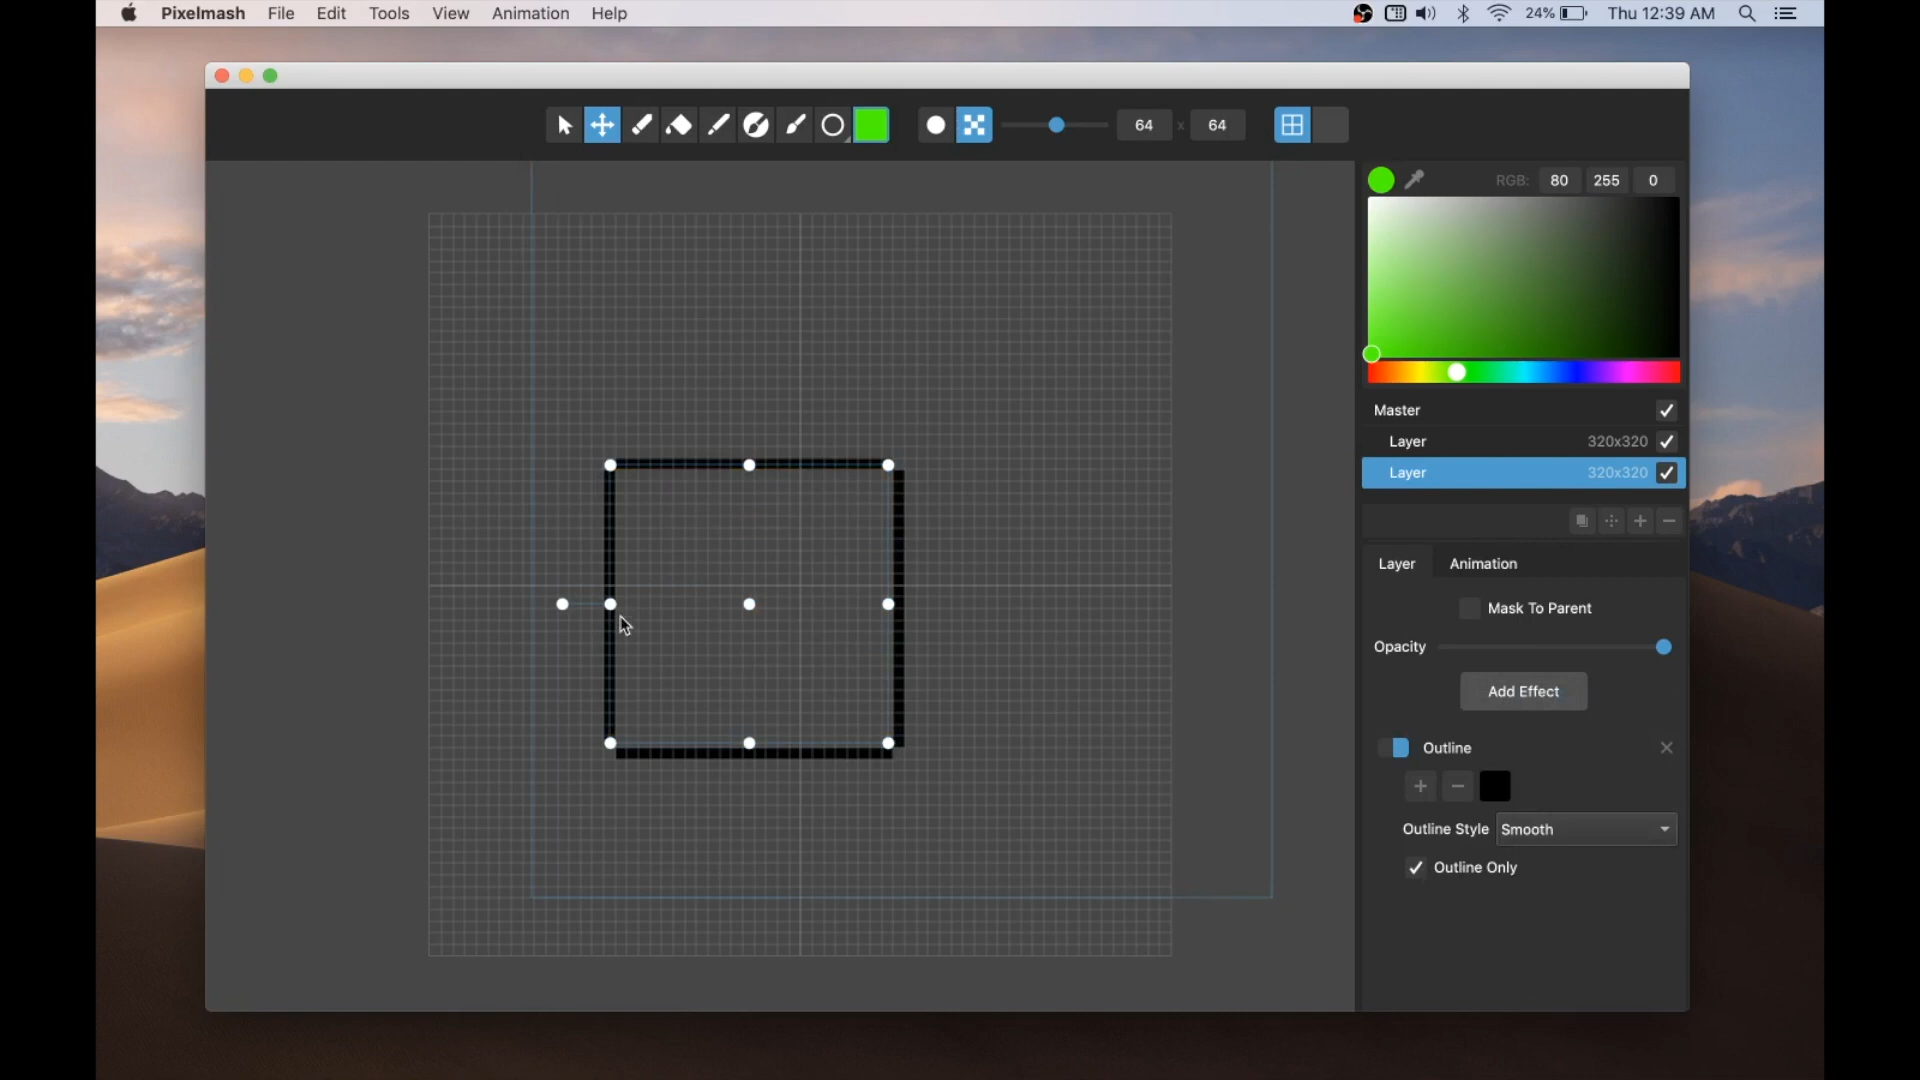 Pixelmash File Edit Tools View Animation Help 24% Thu 12:39 AM
64 x 64
RGB: 80 255 0
Master
Layer 320x320
Layer 320x320
Layer Animation
Mask To Parent
Opacity
Add Effect
Outline
Outline Style Smooth
Outline Only